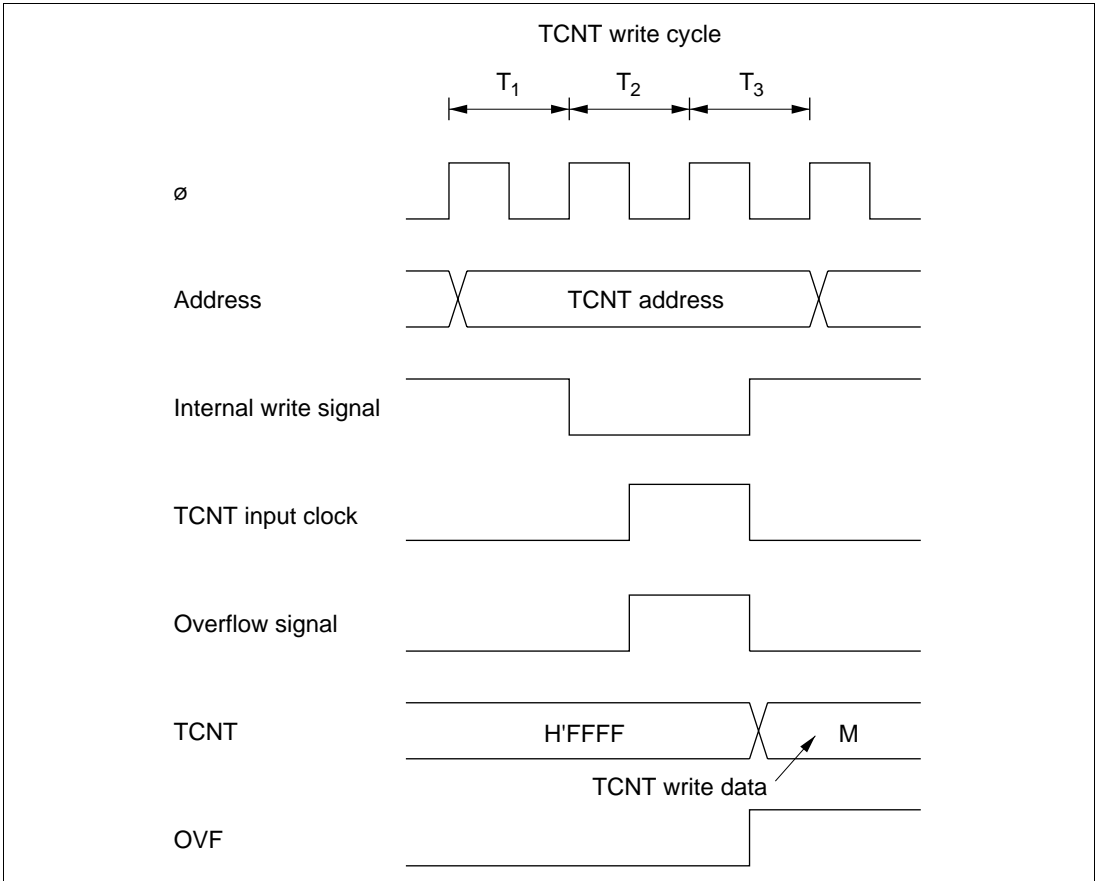 TCNT write cycle
T1 T2 T3
ø
Address
TCNT address
Internal write signal
TCNT input clock
Overflow signal
TCNT
H'FFFF
M
TCNT write data
OVF